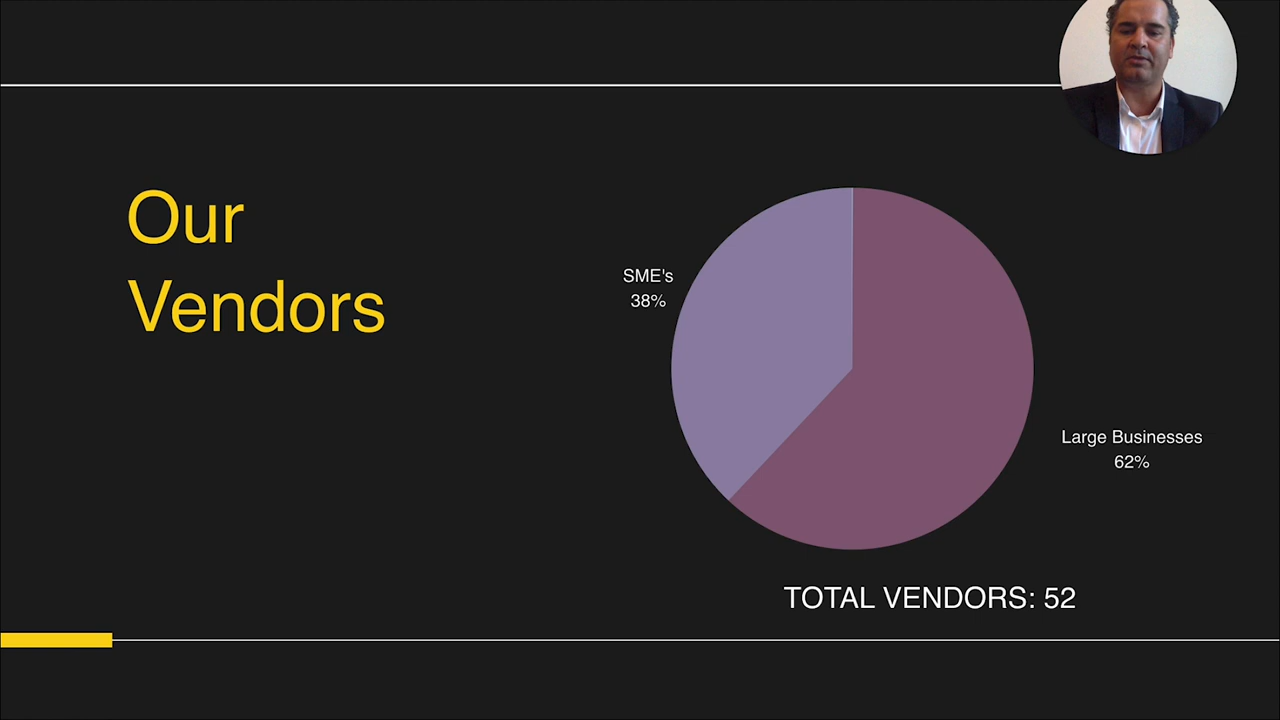 Our
Vendors
SME's
38%
Large Businesses
62%
TOTAL VENDORS: 52